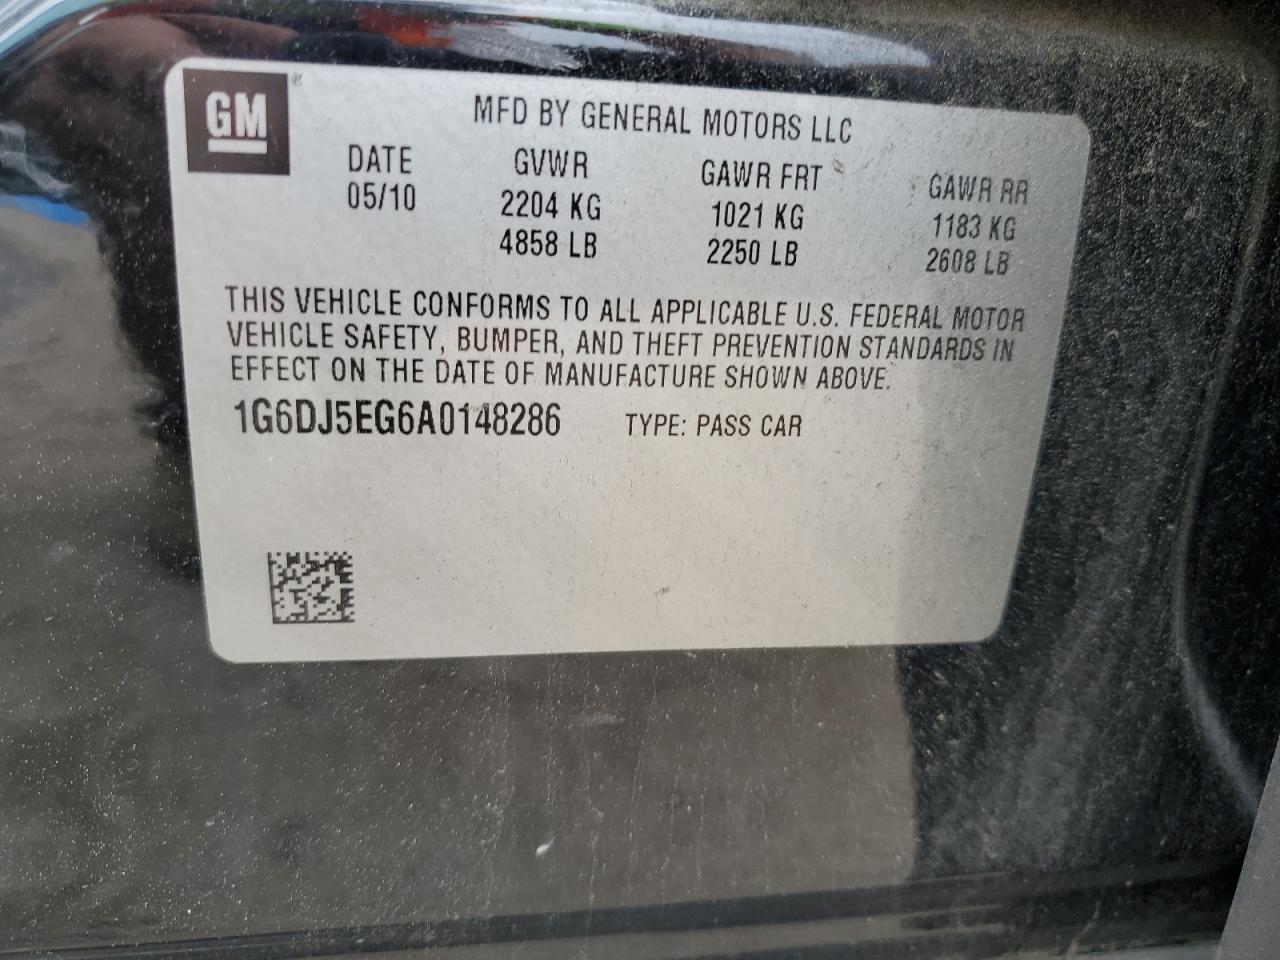 GM ®
MFD BY GENERAL MOTORS LLC
DATE GVWR GAWR FRT GAWR RR
05/10 2204 KG 1021 KG 1183 KG
4858 LB 2250 LB 2608 LB
THIS VEHICLE CONFORMS TO ALL APPLICABLE U.S. FEDERAL MOTOR
VEHICLE SAFETY, BUMPER, AND THEFT PREVENTION STANDARDS IN
EFFECT ON THE DATE OF MANUFACTURE SHOWN ABOVE.
1G6DJ5EG6A0148286 TYPE: PASS CAR